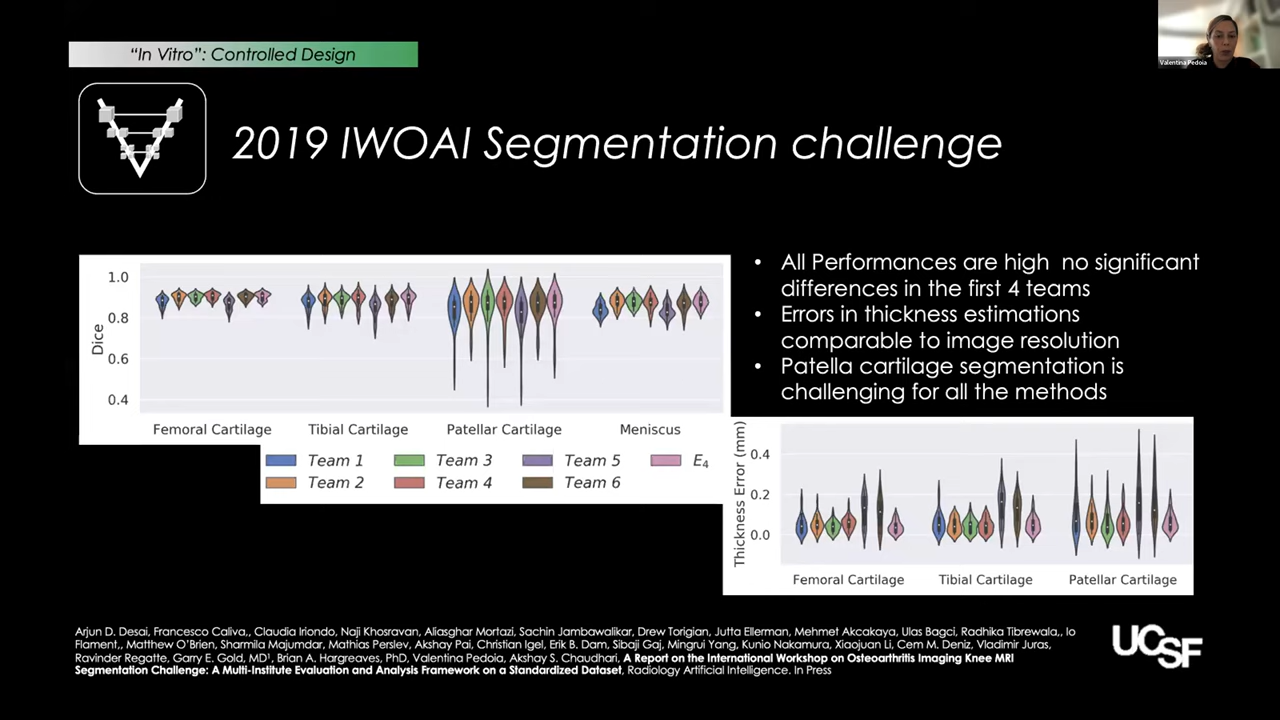 “In Vitro”: Controlled Design
Valentina Pedoia
2019 IWOAI Segmentation challenge
1.0
0.8
0.6
0.4
Dice
Femoral Cartilage Tibial Cartilage Patellar Cartilage Meniscus
Team 1 Team 3 Team 5 E4
Team 2 Team 4 Team 6
• All Performances are high no significant
differences in the first 4 teams
• Errors in thickness estimations
comparable to image resolution
• Patella cartilage segmentation is
challenging for all the methods
0.4
0.2
0.0
Thickness Error (mm)
Femoral Cartilage Tibial Cartilage Patellar Cartilage
Arjun D. Desai, Francesco Caliva,, Claudia Iriondo, Naji Khosravan, Aliasghar Mortazi, Sachin Jambawalikar, Drew Torigian, Jutta Ellerman, Mehmet Akcakaya, Ulas Bagci, Radhika Tibrewala,, Io
Flament,, Matthew O’Brien, Sharmila Majumdar, Mathias Perslev, Akshay Pai, Christian Igel, Erik B. Dam, Sibaji Gaj, Mingrui Yang, Kunio Nakamura, Xiaojuan Li, Cem M. Deniz, Vladimir Juras,
Ravinder Regatte, Garry E. Gold, MD¹, Brian A. Hargreaves, PhD, Valentina Pedoia, Akshay S. Chaudhari, A Report on the International Workshop on Osteoarthritis Imaging Knee MRI
Segmentation Challenge: A Multi-Institute Evaluation and Analysis Framework on a Standardized Dataset, Radiology Artificial Intelligence. In Press
UCSF